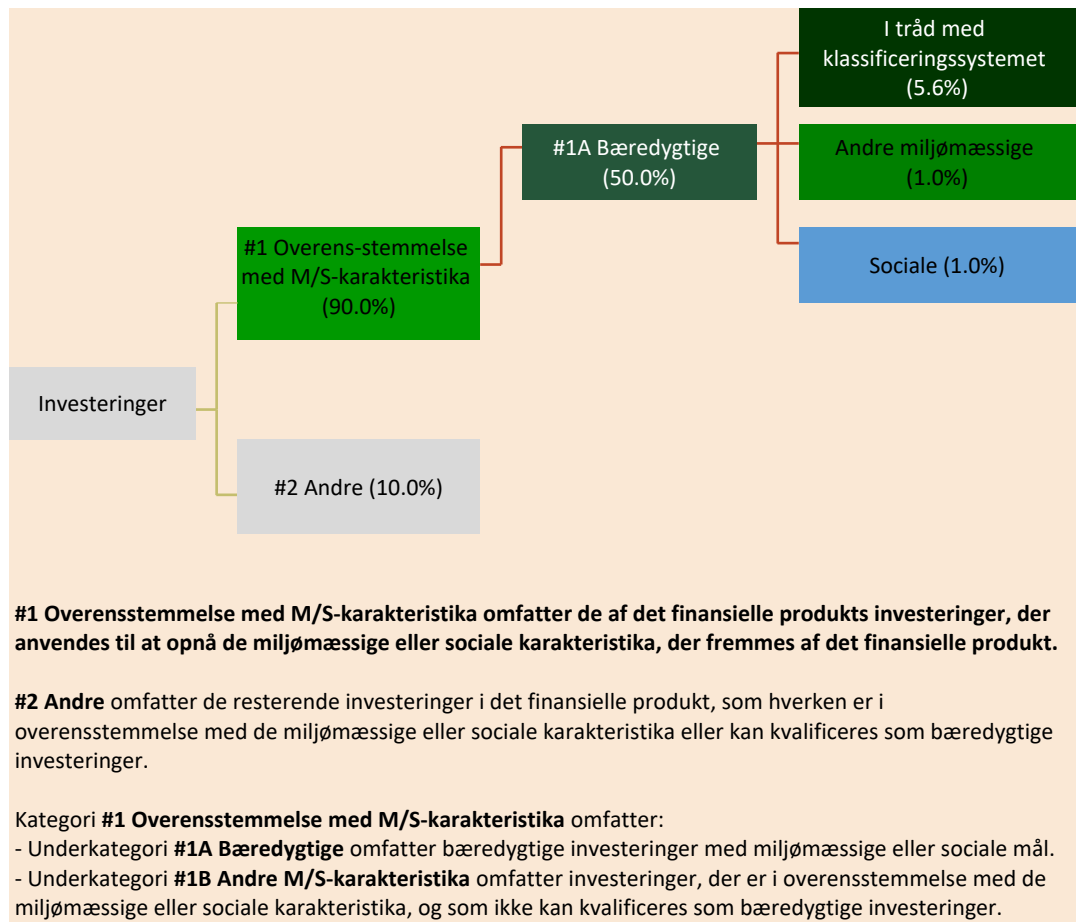 I tråd med
klassificeringssystemet
(5.6%)
#1A Bæredygtige
(50.0%)
Andre miljømæssige
(1.0%)
#1 Overens-stemmelse
med M/S-karakteristika
(90.0%)
Sociale (1.0%)
Investeringer
#2 Andre (10.0%)
#1 Overensstemmelse med M/S-karakteristika omfatter de af det finansielle produkts investeringer, der
anvendes til at opnå de miljømæssige eller sociale karakteristika, der fremmes af det finansielle produkt.
#2 Andre omfatter de resterende investeringer i det finansielle produkt, som hverken er i
overensstemmelse med de miljømæssige eller sociale karakteristika eller kan kvalificeres som bæredygtige
investeringer.
Kategori #1 Overensstemmelse med M/S-karakteristika omfatter:
- Underkategori #1A Bæredygtige omfatter bæredygtige investeringer med miljømæssige eller sociale mål.
- Underkategori #1B Andre M/S-karakteristika omfatter investeringer, der er i overensstemmelse med de
miljømæssige eller sociale karakteristika, og som ikke kan kvalificeres som bæredygtige investeringer.